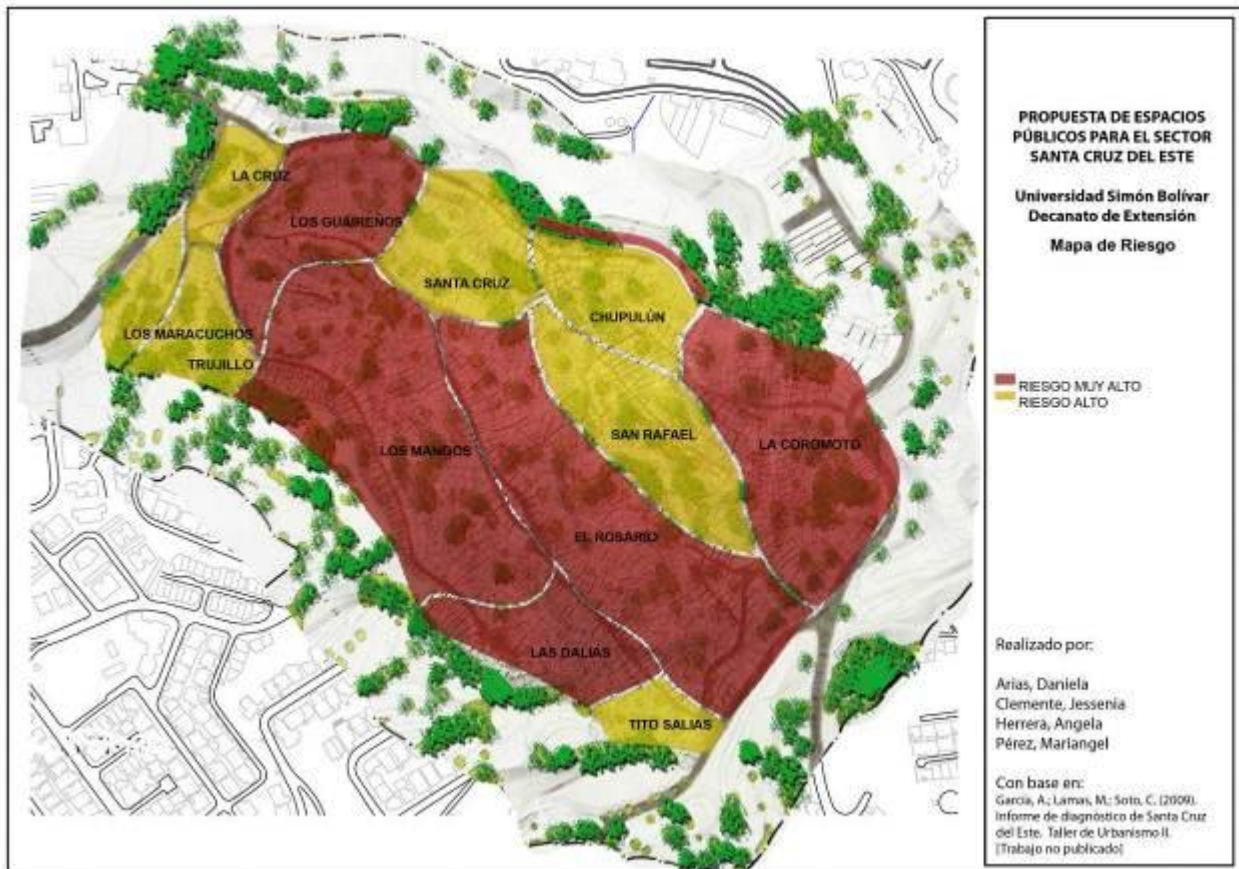 LA CRUZ
LOS GUAIREÑOS
SANTA CRUZ
CHUPULÚN
LOS MARACUCHOS
TRUJILLO
SAN RAFAEL
LA COROMOTO
LOS MANGOS
EL ROSARIO
LAS DALIAS
TITO SALIAS
PROPUESTA DE ESPACIOS
PÚBLICOS PARA EL SECTOR
SANTA CRUZ DEL ESTE
Universidad Simón Bolívar
Decanato de Extensión
Mapa de Riesgo
RIESGO MUY ALTO
RIESGO ALTO
Realizado por:
Arias, Daniela
Clemente, Jessenia
Herrera, Angela
Pérez, Mariangel
Con base en:
García, A.; Lamas, M.; Soto, C. (2009).
Informe de diagnóstico de Santa Cruz
del Este. Taller de Urbanismo II.
[Trabajo no publicado]